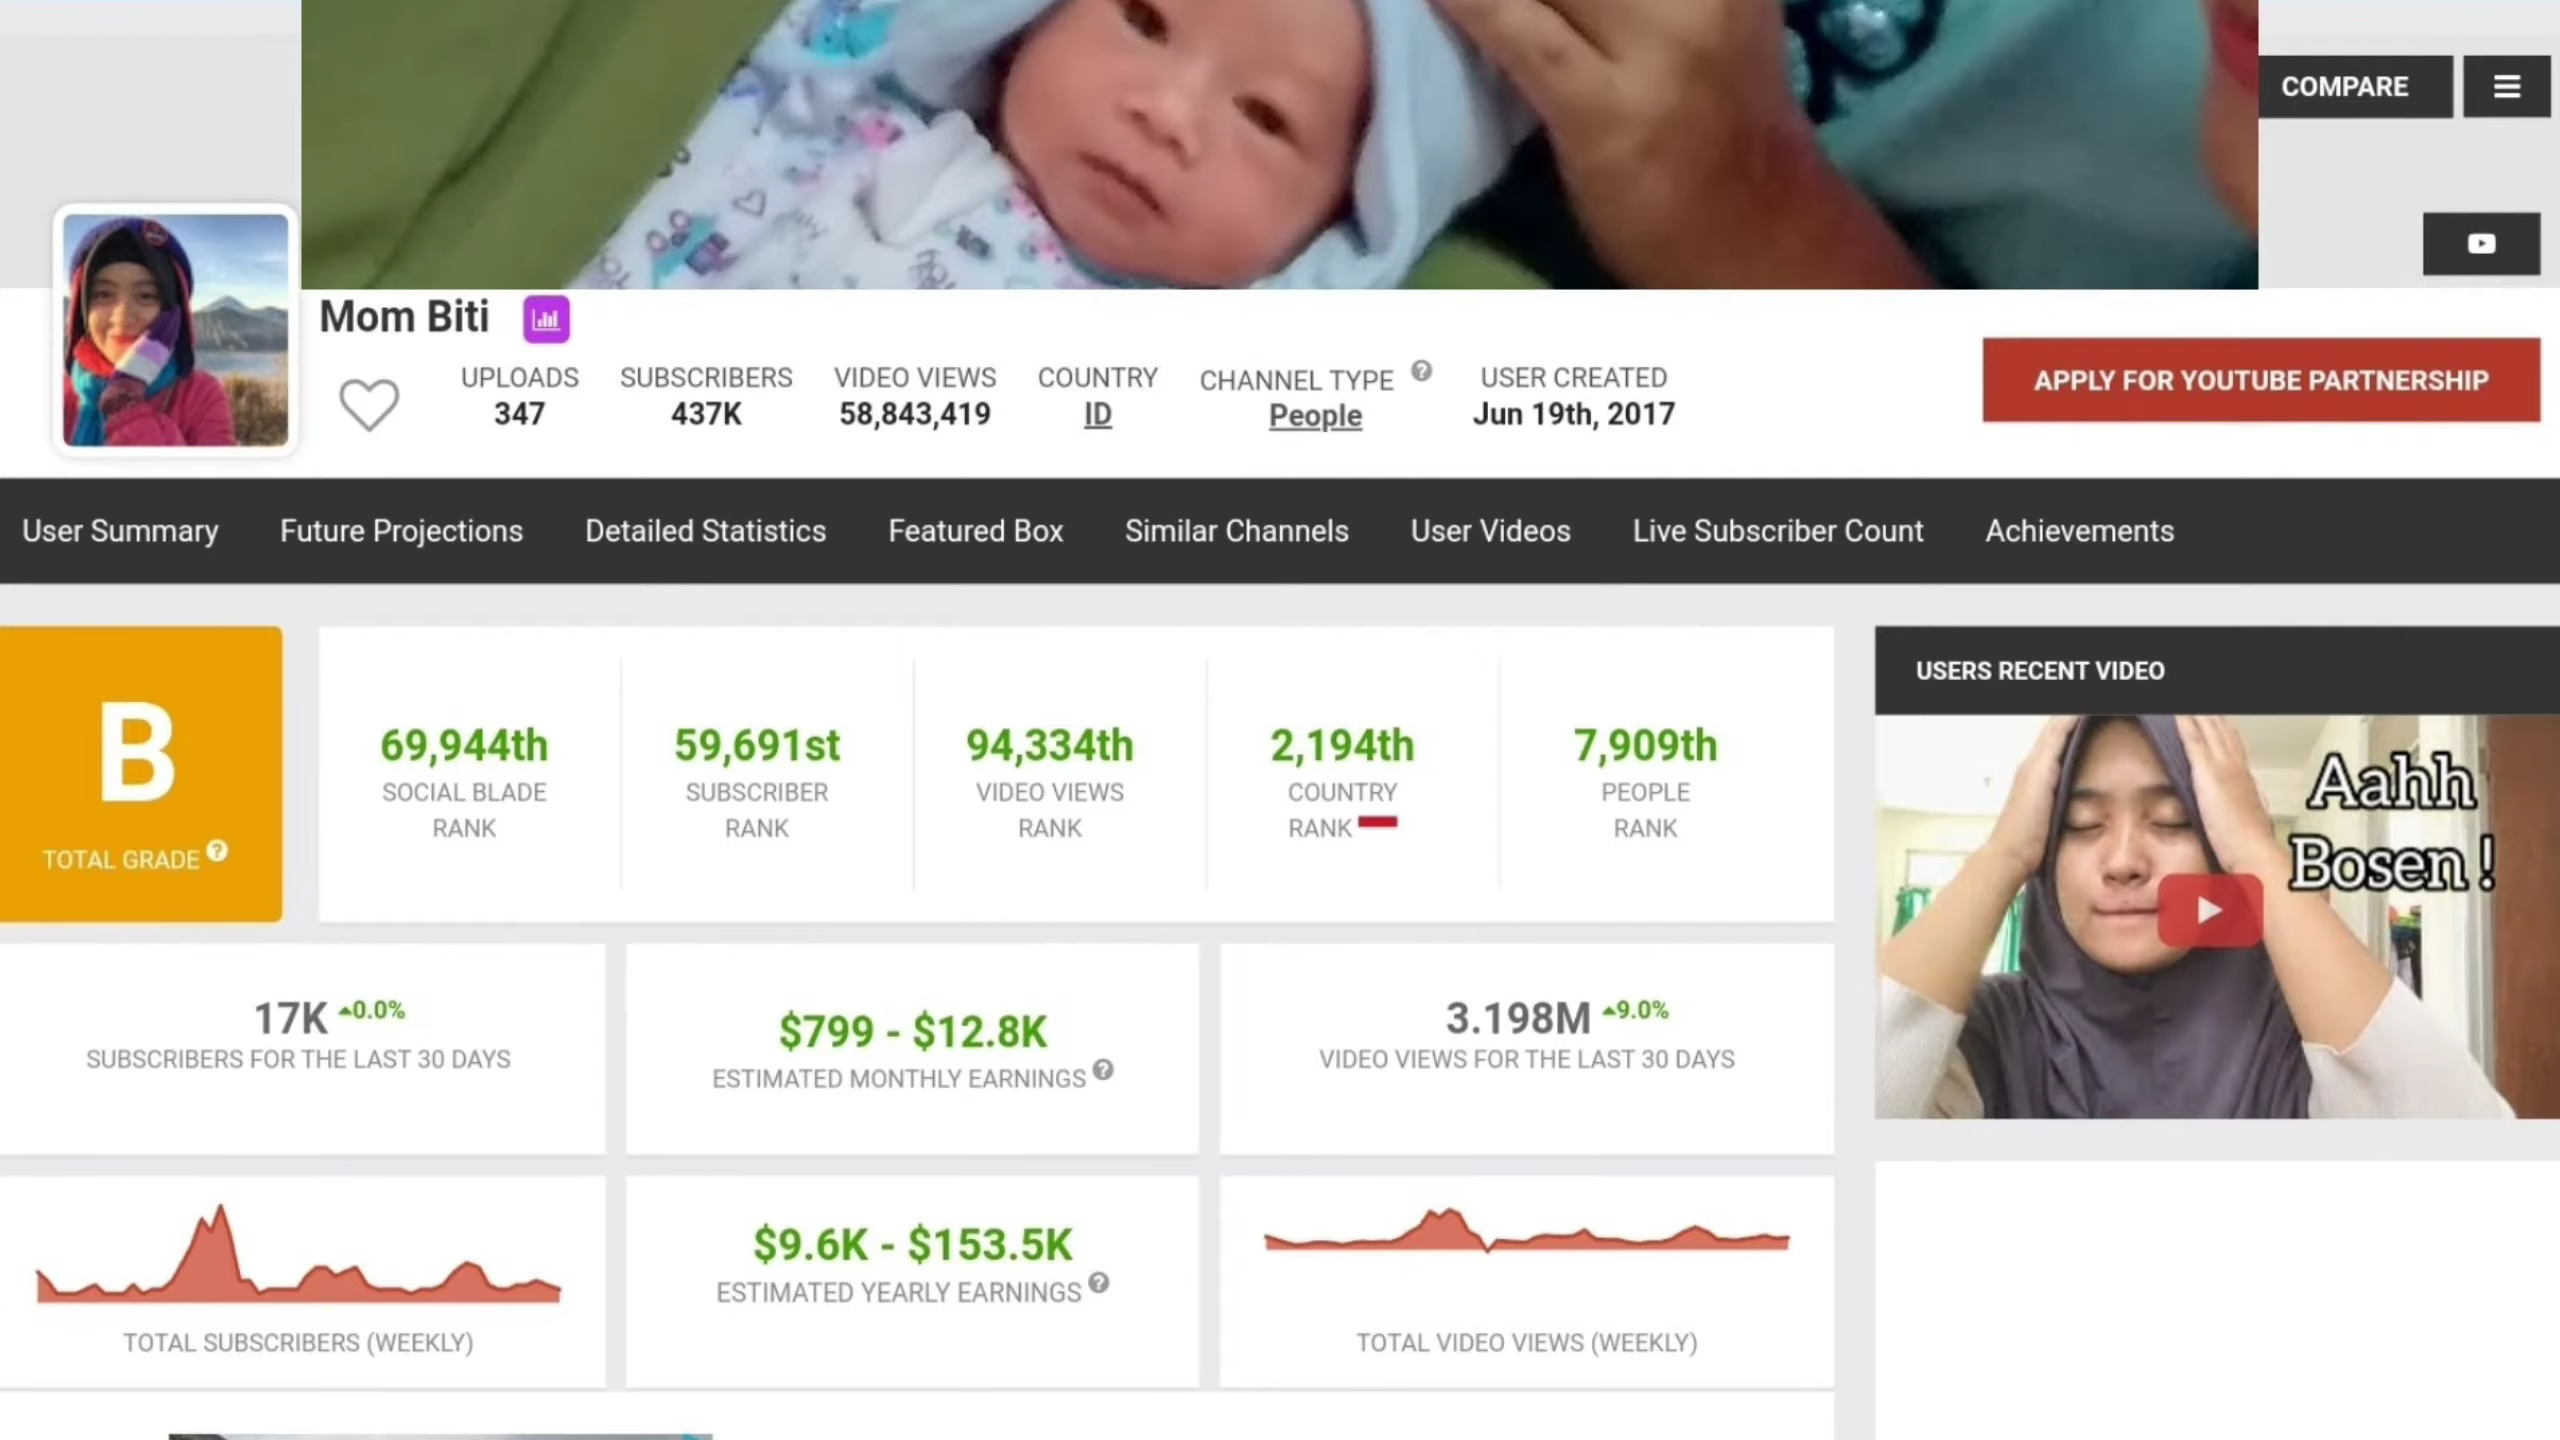 COMPARE
Mom Biti
UPLOADS
347
SUBSCRIBERS
437K
VIDEO VIEWS
58,843,419
COUNTRY
ID
CHANNEL TYPE
People
USER CREATED
Jun 19th, 2017
APPLY FOR YOUTUBE PARTNERSHIP
User Summary
Future Projections
Detailed Statistics
Featured Box
Similar Channels
User Videos
Live Subscriber Count
Achievements
B
TOTAL GRADE
69,944th
SOCIAL BLADE
RANK
59,691st
SUBSCRIBER
RANK
94,334th
VIDEO VIEWS
RANK
2,194th
COUNTRY
RANK
7,909th
PEOPLE
RANK
USERS RECENT VIDEO
Aahh
Bosen !
17K 0.0%
SUBSCRIBERS FOR THE LAST 30 DAYS
$799 - $12.8K
ESTIMATED MONTHLY EARNINGS
3.198M 9.0%
VIDEO VIEWS FOR THE LAST 30 DAYS
TOTAL SUBSCRIBERS (WEEKLY)
$9.6K - $153.5K
ESTIMATED YEARLY EARNINGS
TOTAL VIDEO VIEWS (WEEKLY)